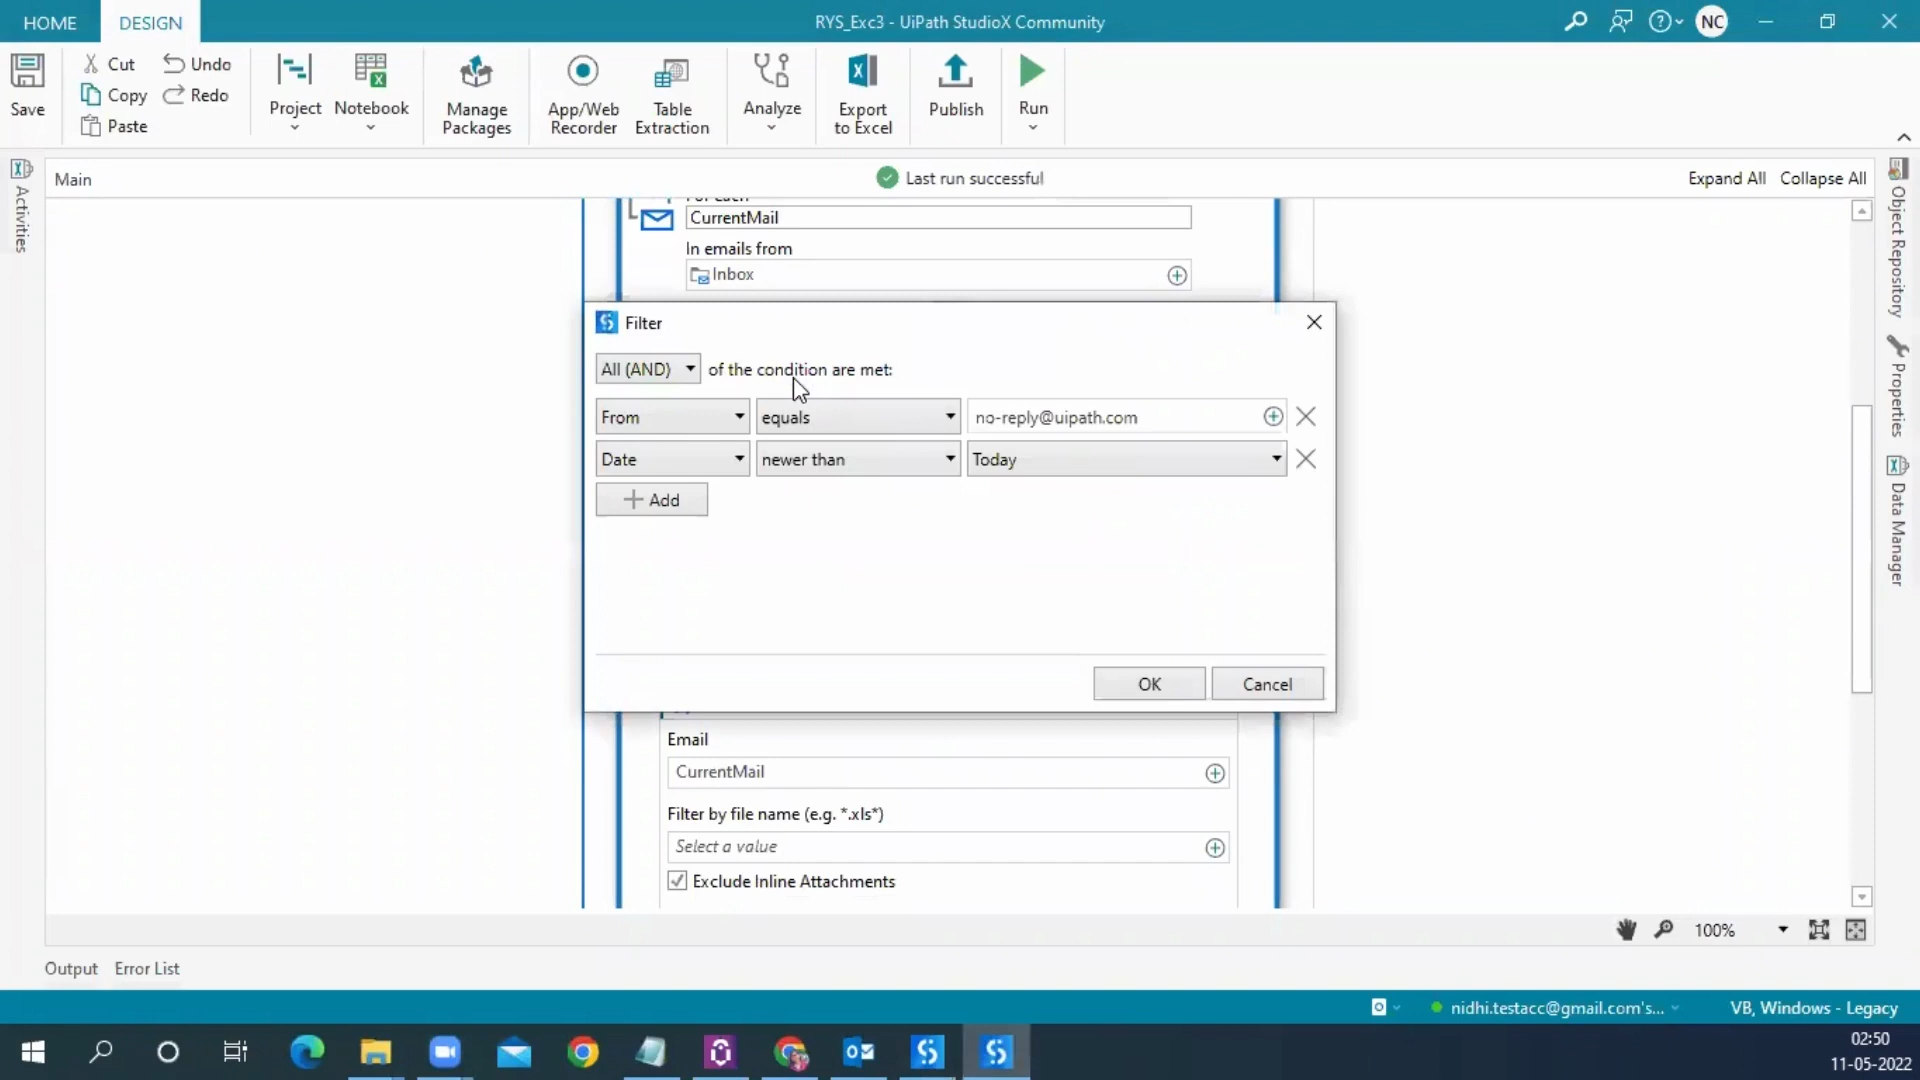 HOME
DESIGN
RYS_Exc3 - UiPath StudioX Community
NC
Save
Cut
Copy
Paste
Undo
Redo
Project
Notebook
Manage
Packages
App/Web
Recorder
Table
Extraction
Analyze
Export
to Excel
Publish
Run
Activities
Main
Last run successful
Expand All
Collapse All
Object Repository
Properties
Data Manager
For each
CurrentMail
In emails from
Inbox
Filter
All (AND)
of the condition are met:
From
equals
no-reply@uipath.com
Date
newer than
Today
Add
OK
Cancel
Email
CurrentMail
Filter by file name (e.g. *.xls*)
Select a value
Exclude Inline Attachments
100%
Output
Error List
nidhi.testacc@gmail.com's...
VB, Windows - Legacy
02:50
11-05-2022